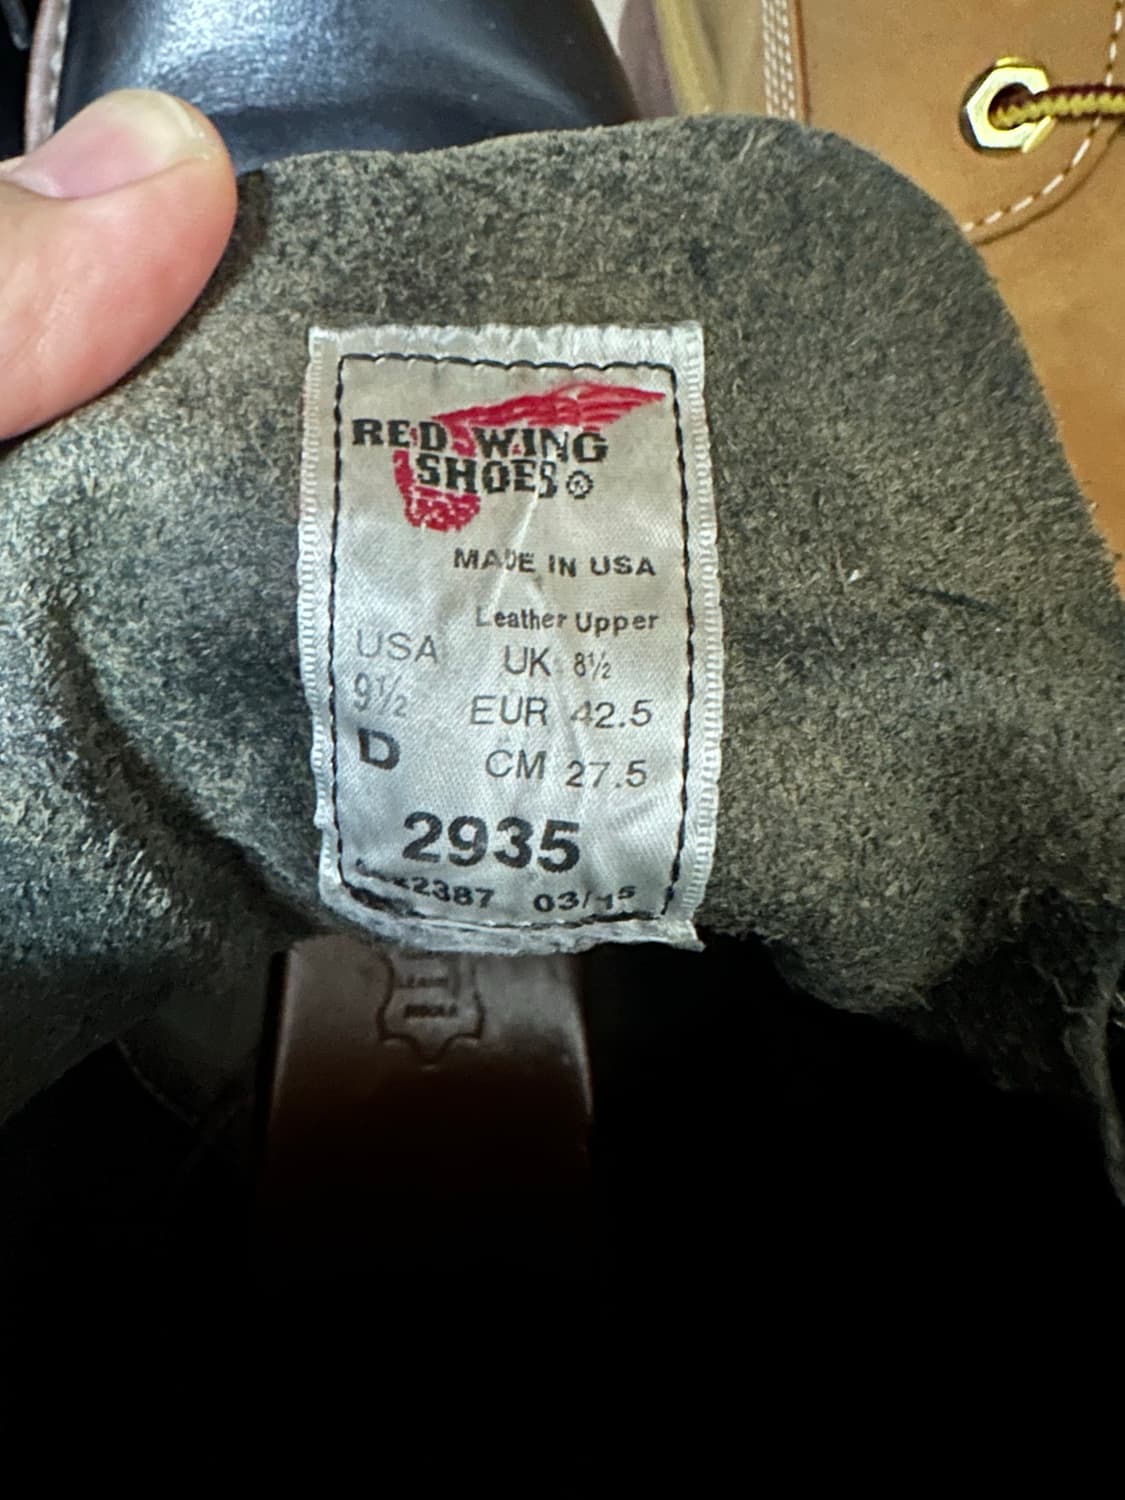 RED WING
SHOES®
MADE IN USA
Leather Upper
USA
UK 8½
9½
EUR 42.5
D
CM 27.5
2935
2387 03/15